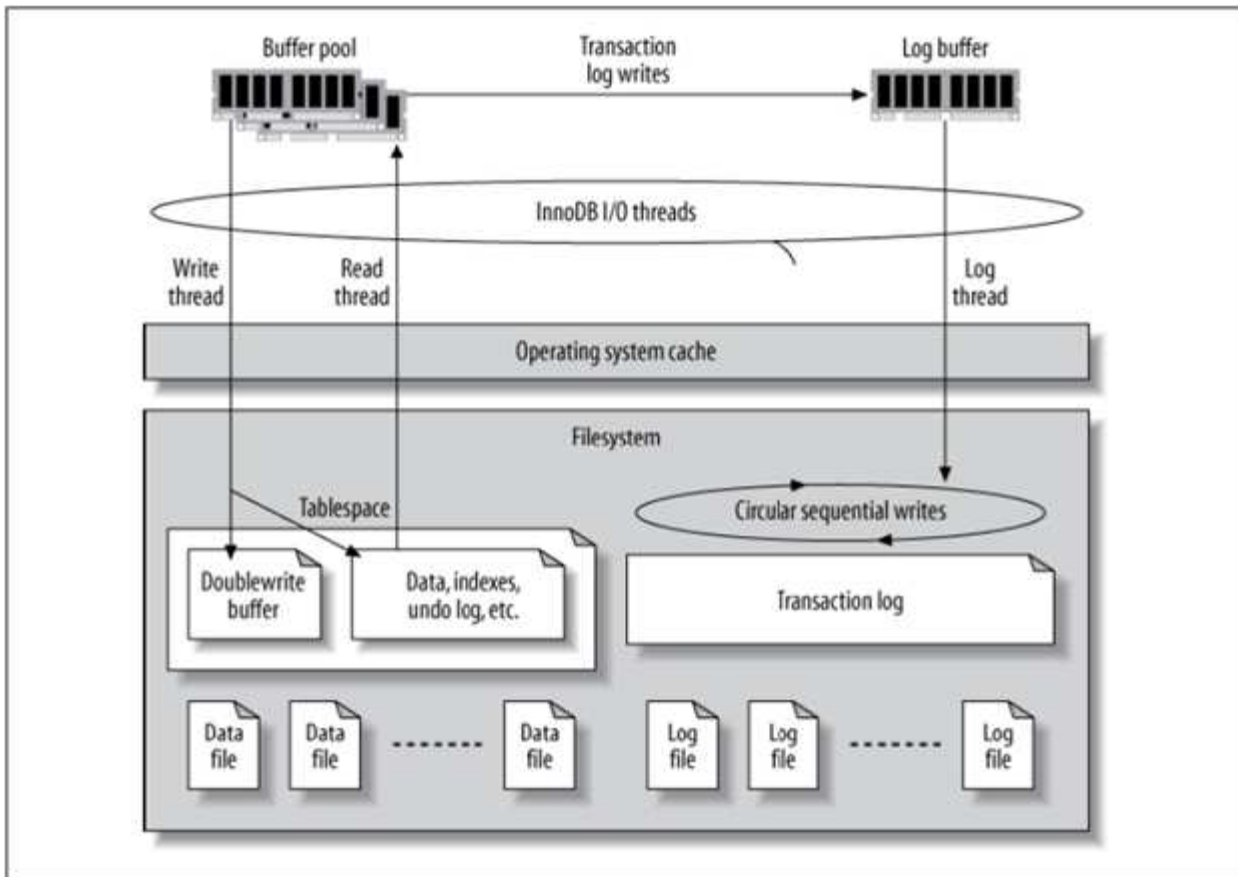 Buffer pool
Transaction
log writes
Log buffer
InnoDB I/O threads
Write
thread
Read
thread
Log
thread
Operating system cache
Filesystem
Tablespace
Circular sequential writes
Doublewrite
buffer
Data, indexes,
undo log, etc.
Transaction log
Data
file
Data
file
Data
file
Log
file
Log
file
Log
file